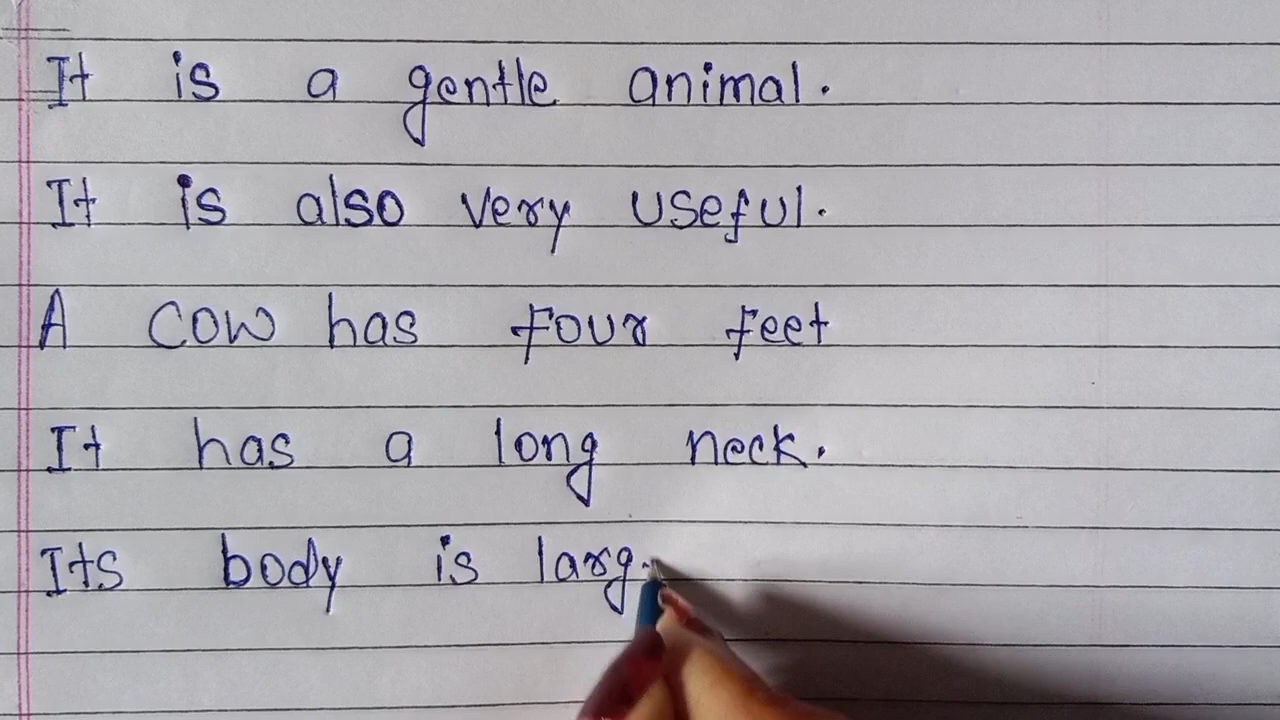 It is a gentle animal.
It is also very useful.
A cow has four feet
It has a long neck.
Its body is larg